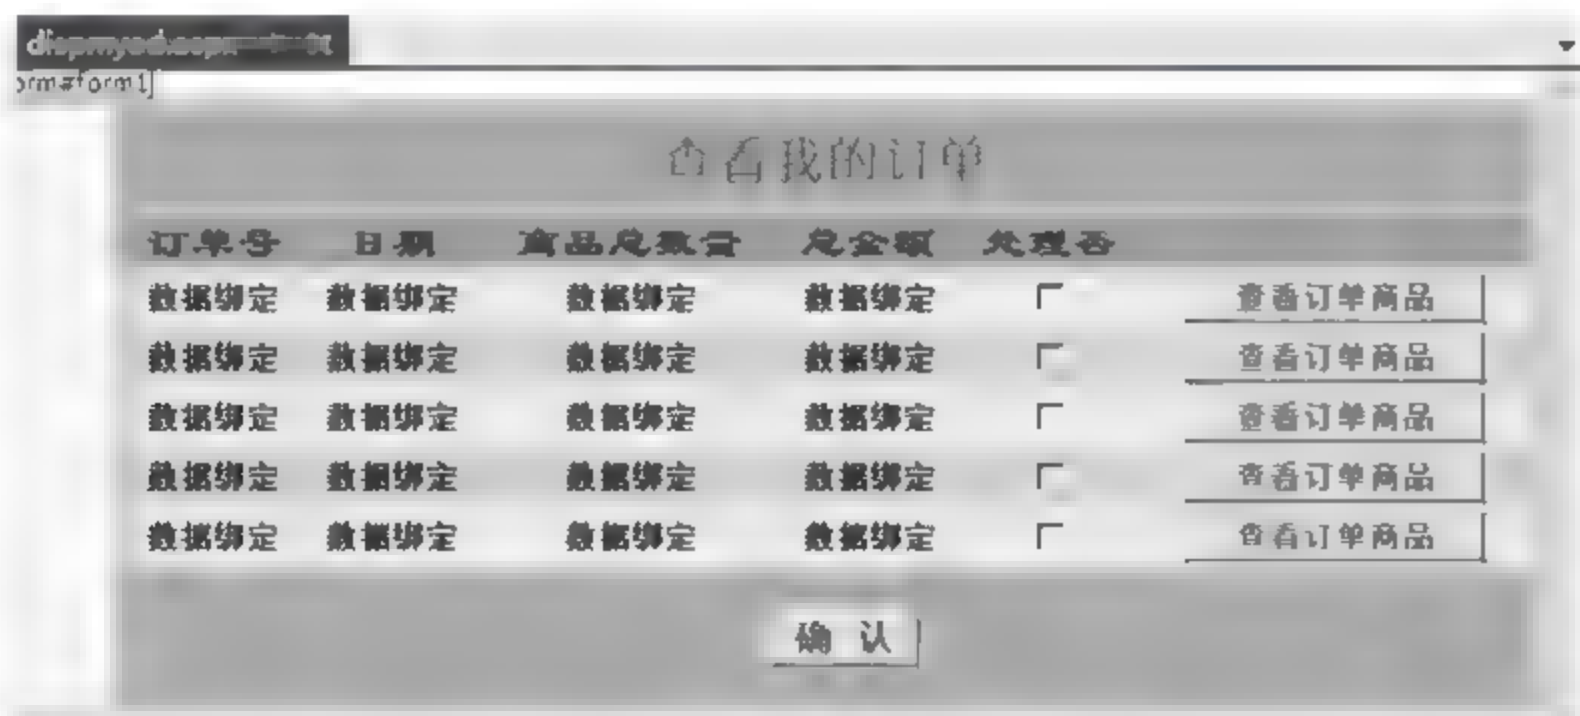 orm#form1]
查看我的订单
订单号 日期 商品总数量 总金额 处理否
数据绑定 数据绑定 数据绑定 数据绑定 查看订单商品
数据绑定 数据绑定 数据绑定 数据绑定 查看订单商品
数据绑定 数据绑定 数据绑定 数据绑定 查看订单商品
数据绑定 数据绑定 数据绑定 数据绑定 查看订单商品
数据绑定 数据绑定 数据绑定 数据绑定 查看订单商品
确 认